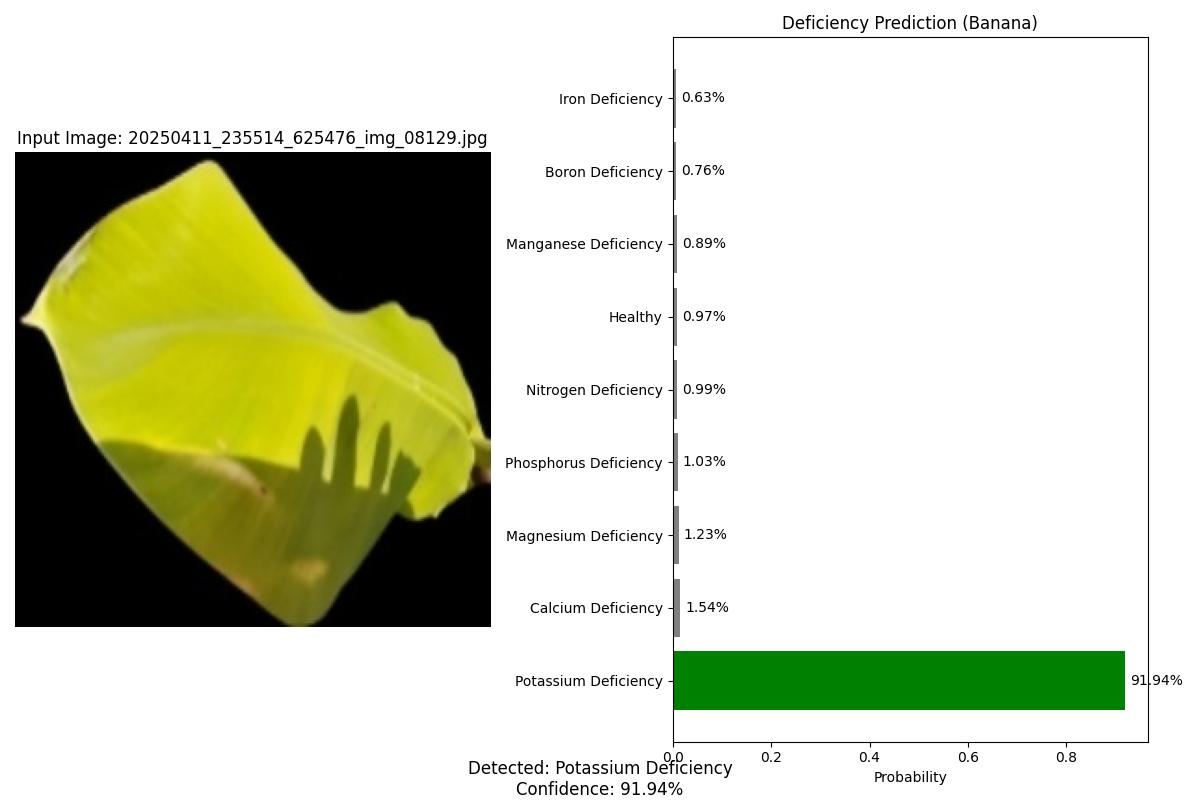 Deficiency Prediction (Banana)
Input Image: 20250411_235514_625476_img_08129.jpg
Iron Deficiency 0.63%
Boron Deficiency 0.76%
Manganese Deficiency 0.89%
Healthy 0.97%
Nitrogen Deficiency 0.99%
Phosphorus Deficiency 1.03%
Magnesium Deficiency 1.23%
Calcium Deficiency 1.54%
Potassium Deficiency 91.94%
0.0 0.2 0.4 0.6 0.8
Probability
Detected: Potassium Deficiency
Confidence: 91.94%